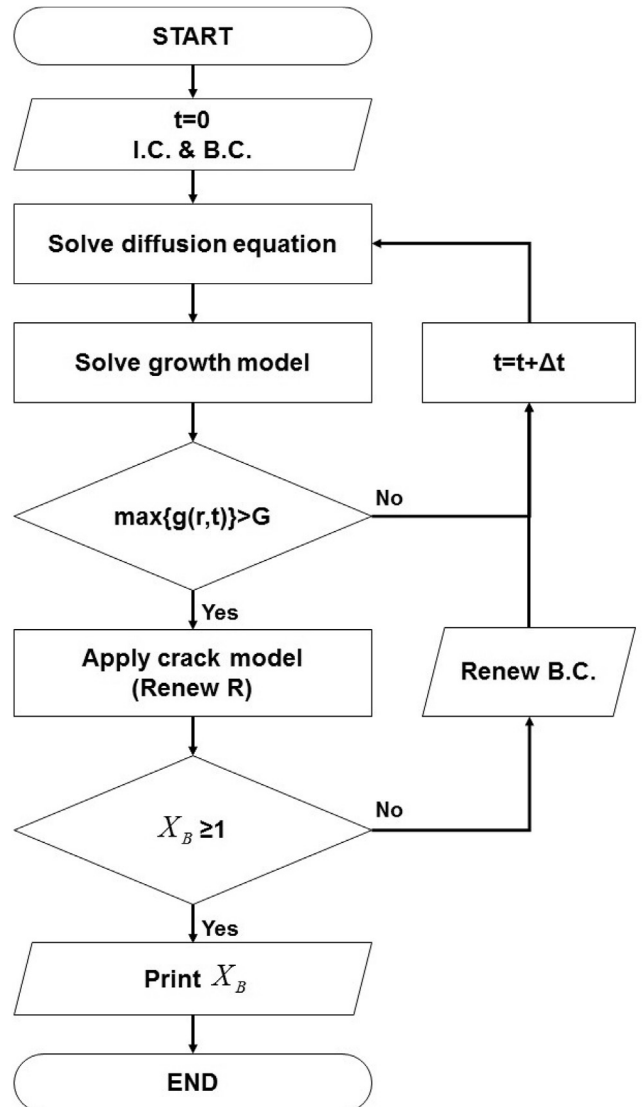 START
t=0
I.C. & B.C.
Solve diffusion equation
Solve growth model
t=t+Δt
max{g(r,t)}>G
No
Yes
Apply crack model
(Renew R)
Renew B.C.
X_B ≥1
No
Yes
Print X_B
END